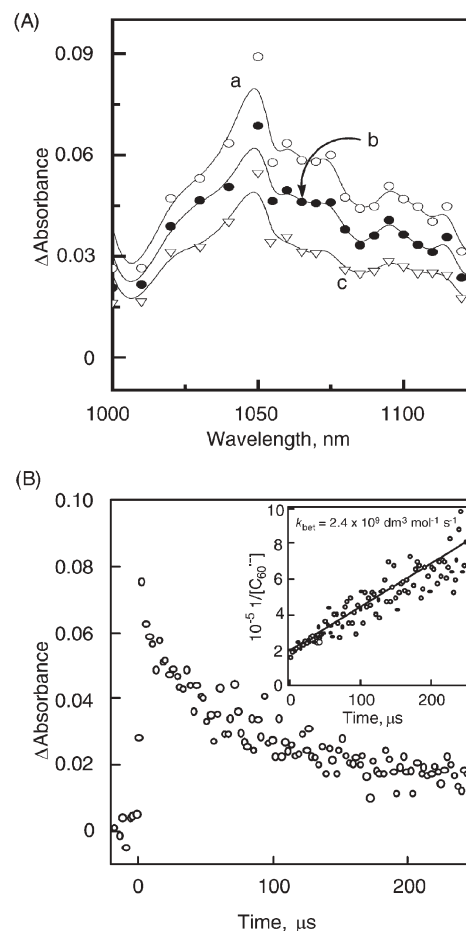 (A)
0.09
0.06
0.03
0
ΔAbsorbance
a
b
c
1000
1050
1100
Wavelength, nm
(B)
0.10
0.08
0.06
0.04
0.02
0
ΔAbsorbance
10
8
6
4
2
0
10⁻⁵ 1/[C₆₀•⁻]
k_bet = 2.4 x 10⁹ dm³ mol⁻¹ s⁻¹
0
100
200
Time, μs
0
100
200
Time, μs